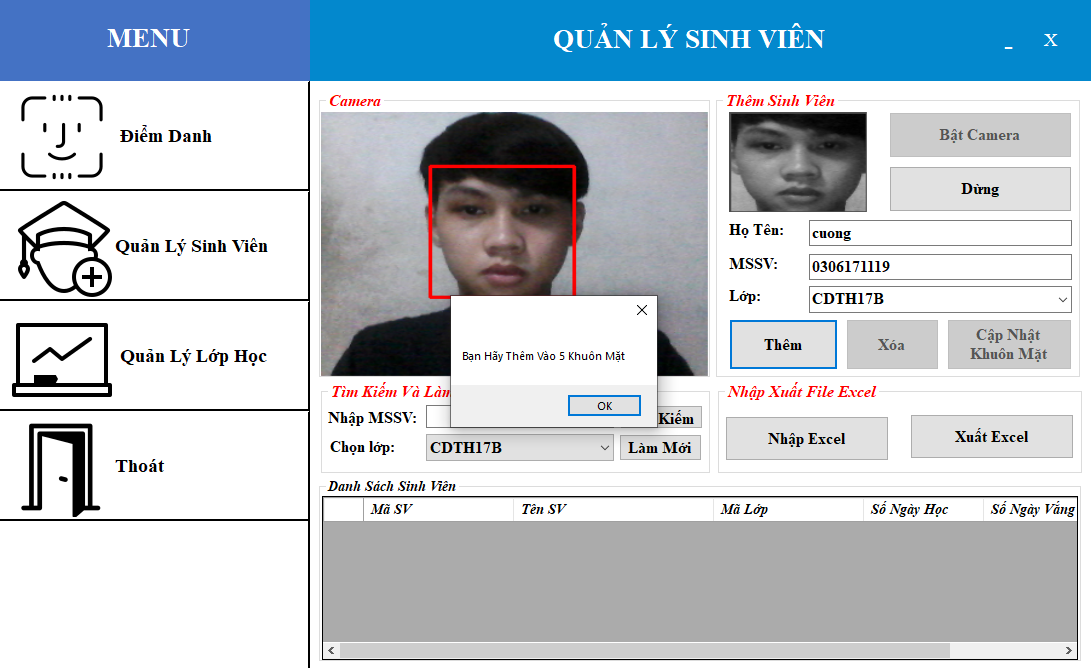 MENU
QUẢN LÝ SINH VIÊN
_ X
Điểm Danh
Quản Lý Sinh Viên
Quản Lý Lớp Học
Thoát
Camera
Thêm Sinh Viên
Bật Camera
Dừng
Họ Tên: cuong
MSSV: 0306171119
Lớp: CDTH17B
Thêm
Xóa
Cập Nhật
Khuôn Mặt
Bạn Hãy Thêm Vào 5 Khuôn Mặt
OK
Tìm Kiếm Và Làm
Nhập MSSV:
Kiếm
Chọn lớp: CDTH17B
Làm Mới
Nhập Xuất File Excel
Nhập Excel
Xuất Excel
Danh Sách Sinh Viên
Mã SV Tên SV Mã Lớp Số Ngày Học Số Ngày Vắng